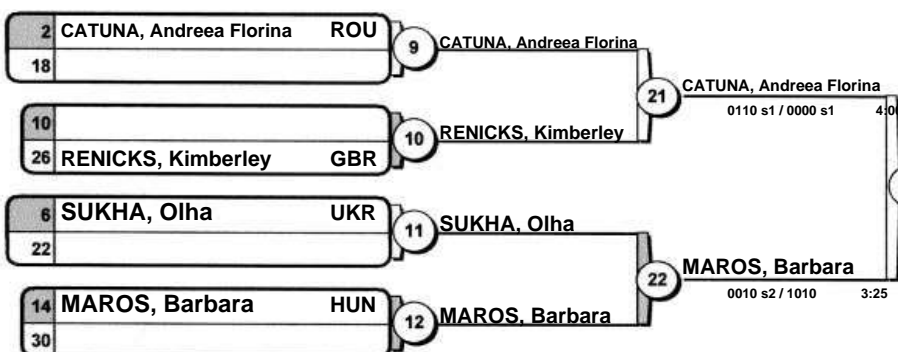 2 CATUNA, Andreea Florina ROU
18
9 CATUNA, Andreea Florina
21 CATUNA, Andreea Florina
0110 s1 / 0000 s1
10
26 RENICKS, Kimberley GBR
10 RENICKS, Kimberley
6 SUKHA, Olha UKR
22
11 SUKHA, Olha
22 MAROS, Barbara
0010 s2 / 1010 3:25
14 MAROS, Barbara HUN
30
12 MAROS, Barbara